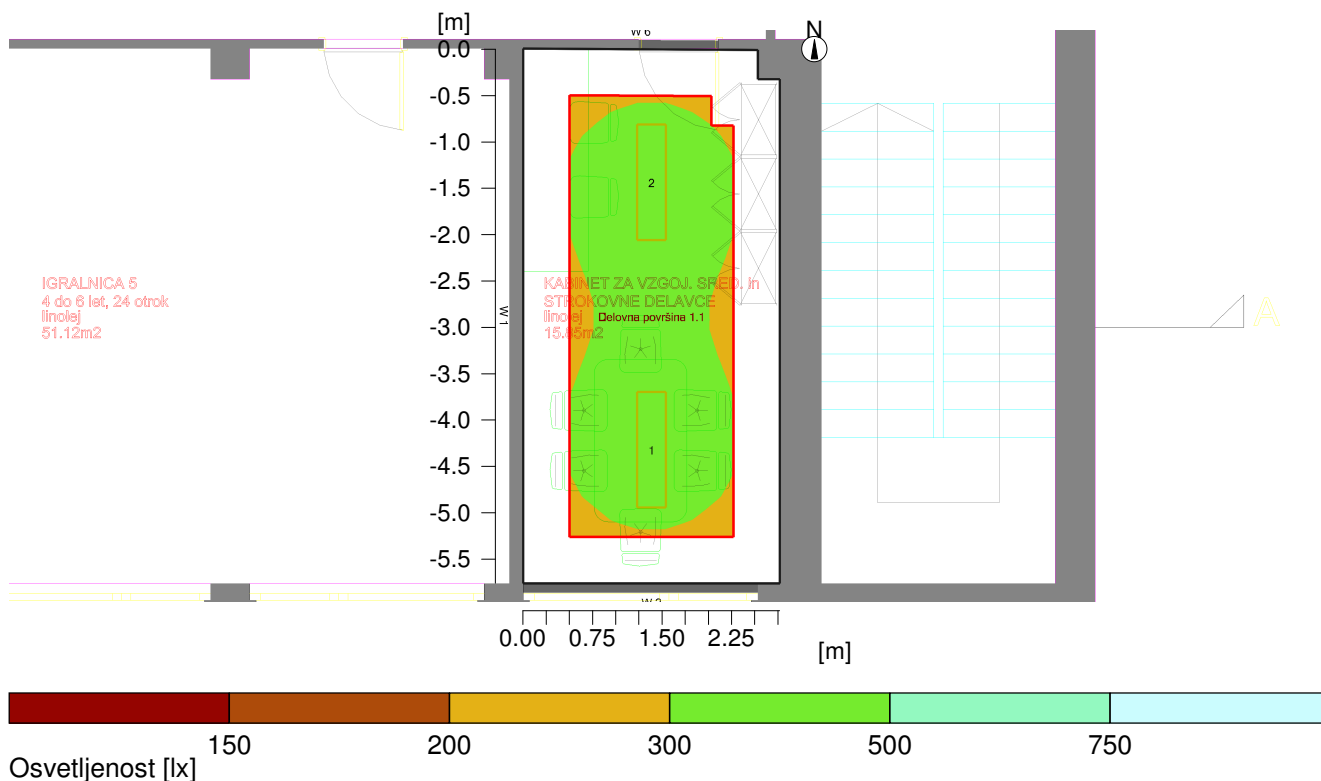 [m]
N
W 6
0.0
-0.5
-1.0
-1.5
-2.0
-2.5
-3.0
-3.5
-4.0
-4.5
-5.0
-5.5
2
IGRALNICA 5
4 do 6 let, 24 otrok
linolej
51.12m2
KABINET ZA VZGOJ. SRED. in
STROKOVNE DELAVCE
linolej
Delovna površina 1.1
15.65m2
W 1
A
1
W 2
0.00 0.75 1.50 2.25
[m]
150 200 300 500 750
Osvetljenost [lx]